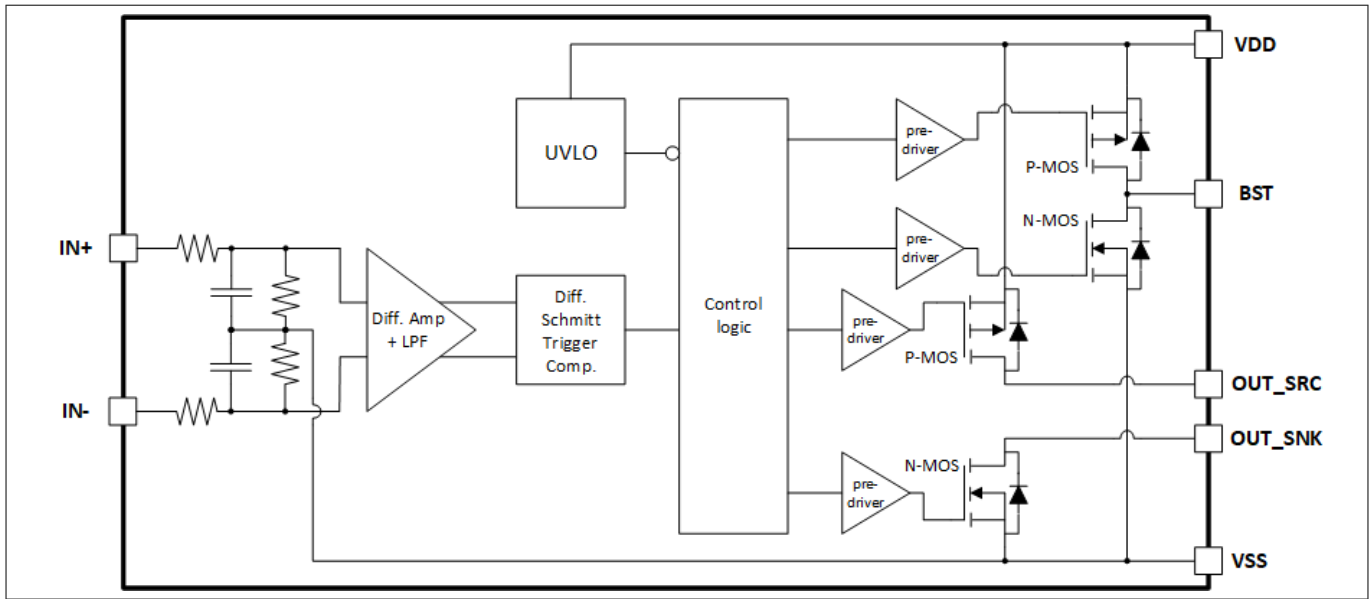 VDD
UVLO
pre-
driver
P-MOS
BST
N-MOS
IN+
pre-
driver
Diff. Amp
+ LPF
Diff.
Schmitt
Trigger
Comp.
Control
logic
pre-
driver
P-MOS
OUT_SRC
IN-
OUT_SNK
N-MOS
pre-
driver
VSS